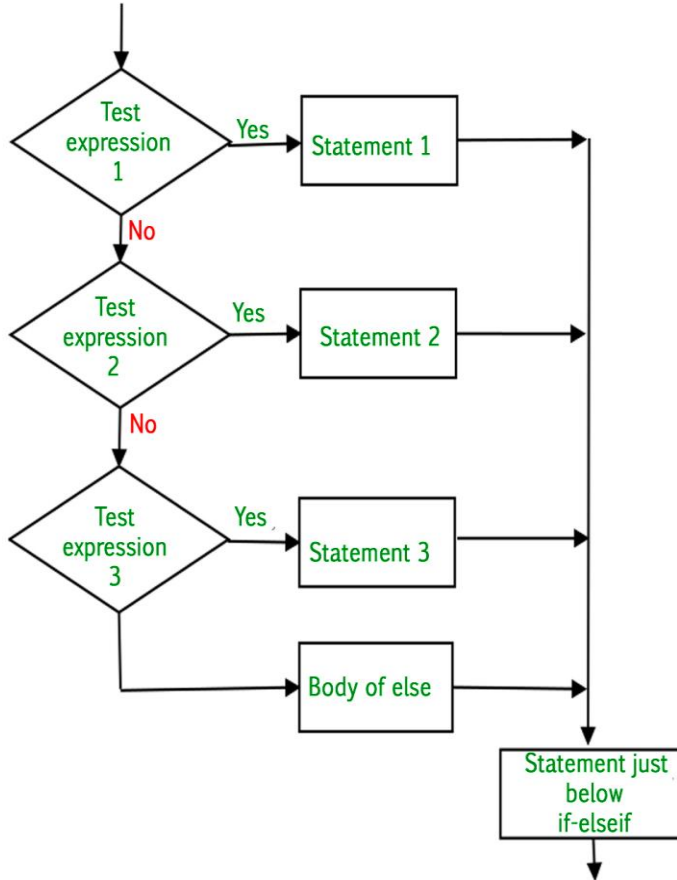 Test
expression
1
Yes
Statement 1
No
Test
expression
2
Yes
Statement 2
No
Test
expression
3
Yes
Statement 3
Body of else
Statement just
below
if-elseif